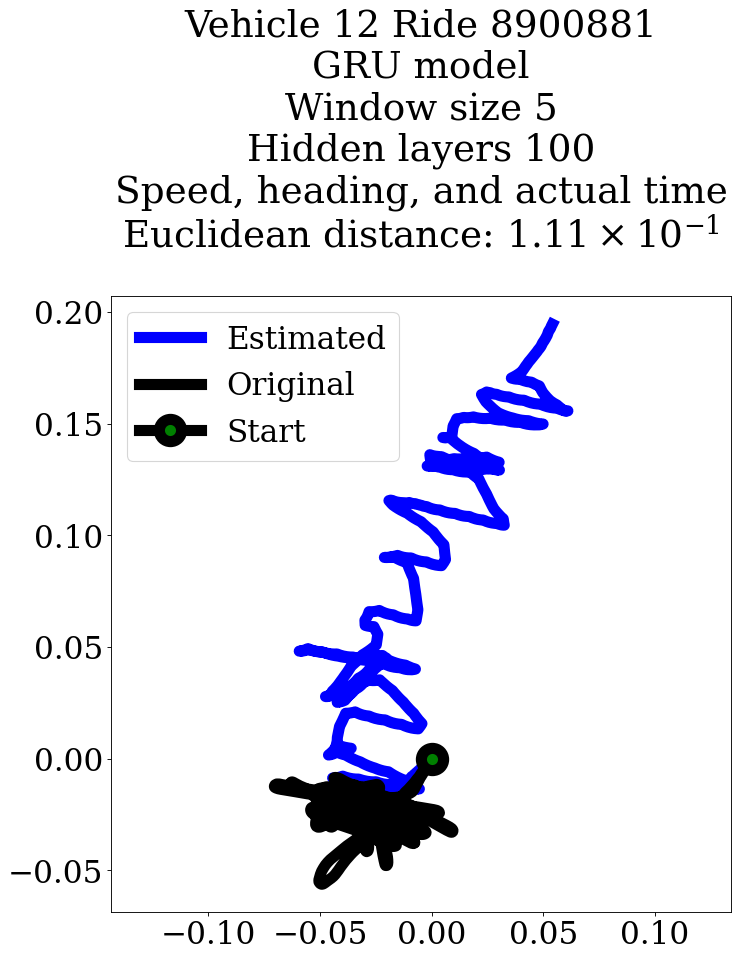 Vehicle 12 Ride 8900881
GRU model
Window size 5
Hidden layers 100
Speed, heading, and actual time
Euclidean distance: 1.11 × 10⁻¹
Estimated
Original
Start
0.20
0.15
0.10
0.05
0.00
−0.05
−0.10 −0.05 0.00 0.05 0.10